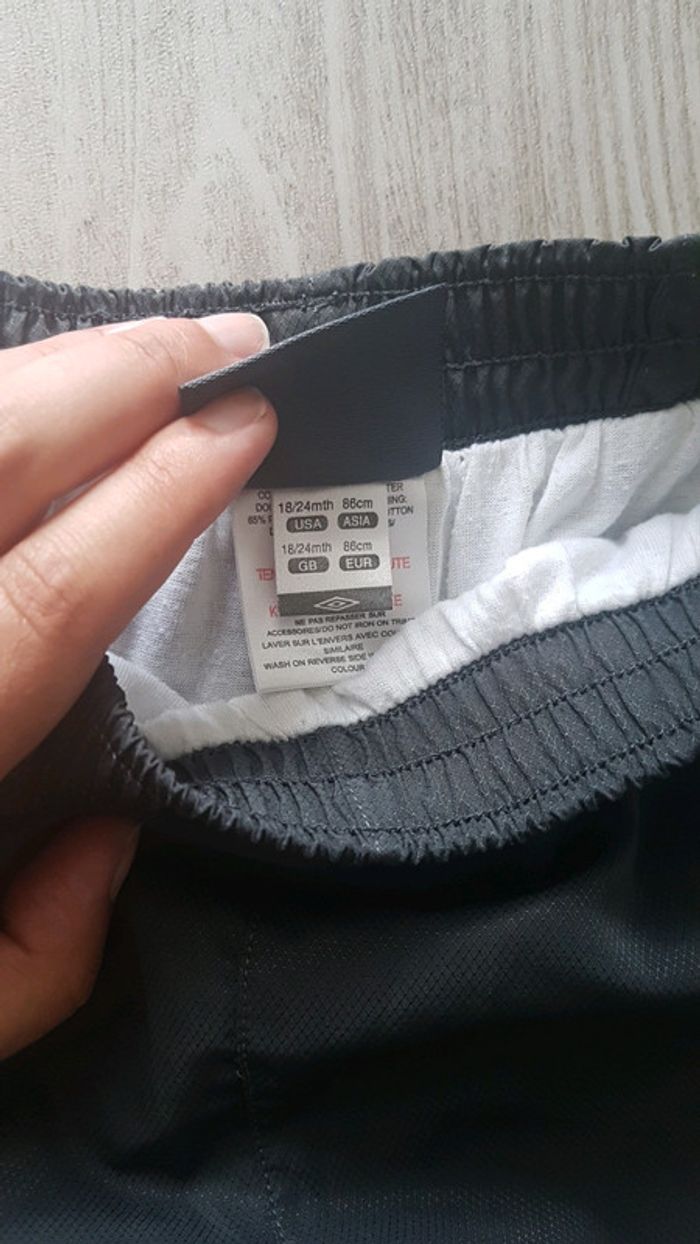 18/24mth 86cm
USA ASIA
18/24mth 86cm
GB EUR
NE PAS REPASSER SUR
ACCESSOIRES/DO NOT IRON ON
LAVER SUR L'ENVERS AVEC
SIMILAIRE
WASH ON REVERSE SIDE
COLOUR